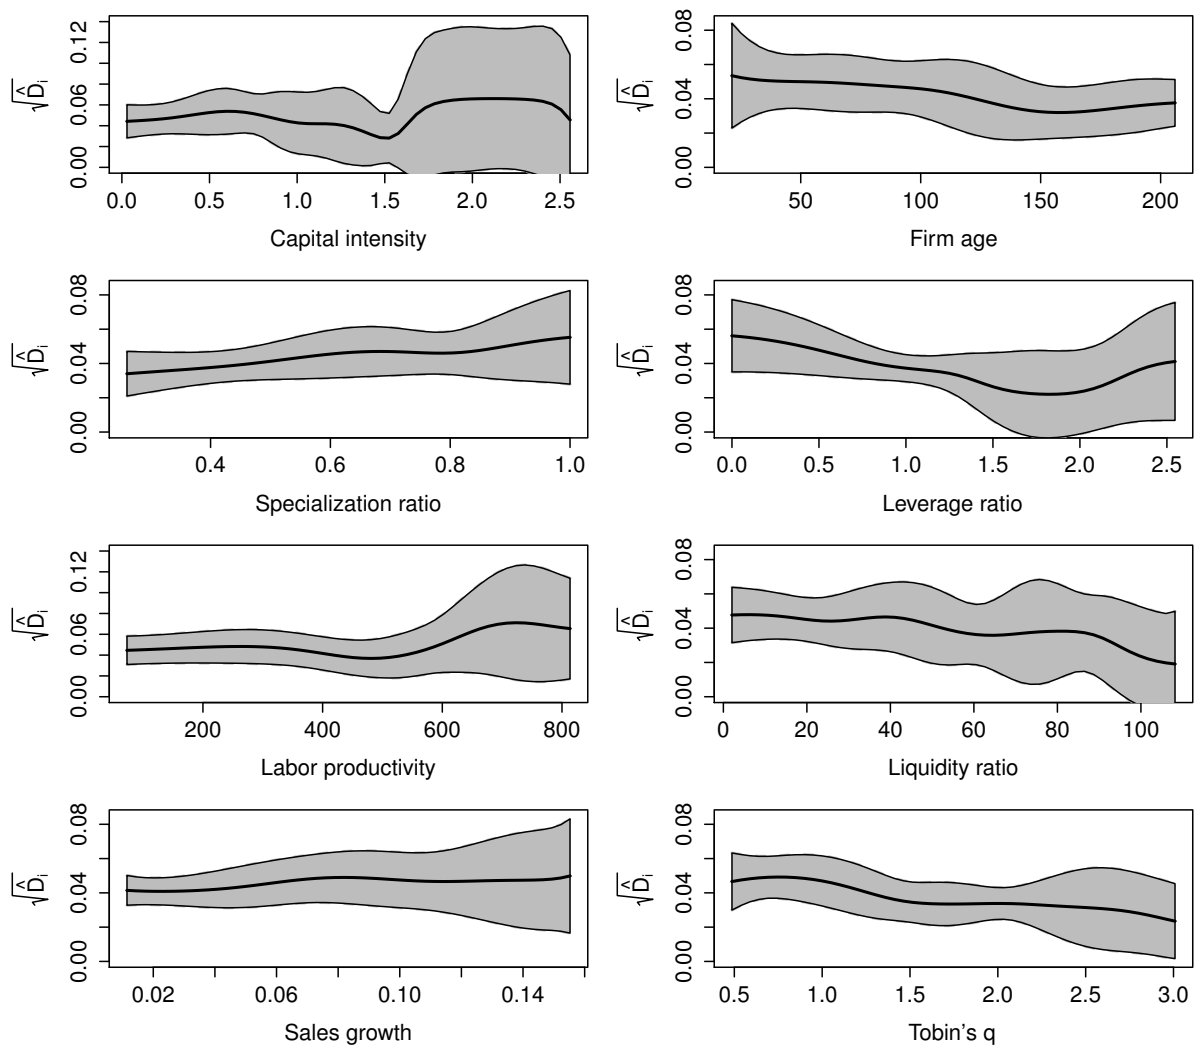 √D̂i
0.00 0.06 0.12
0.0 0.5 1.0 1.5 2.0 2.5
Capital intensity
√D̂i
0.00 0.04 0.08
50 100 150 200
Firm age
√D̂i
0.00 0.04 0.08
0.4 0.6 0.8 1.0
Specialization ratio
√D̂i
0.00 0.04 0.08
0.0 0.5 1.0 1.5 2.0 2.5
Leverage ratio
√D̂i
0.00 0.06 0.12
200 400 600 800
Labor productivity
√D̂i
0.00 0.04 0.08
0 20 40 60 80 100
Liquidity ratio
√D̂i
0.00 0.04 0.08
0.02 0.06 0.10 0.14
Sales growth
√D̂i
0.00 0.04 0.08
0.5 1.0 1.5 2.0 2.5 3.0
Tobin's q